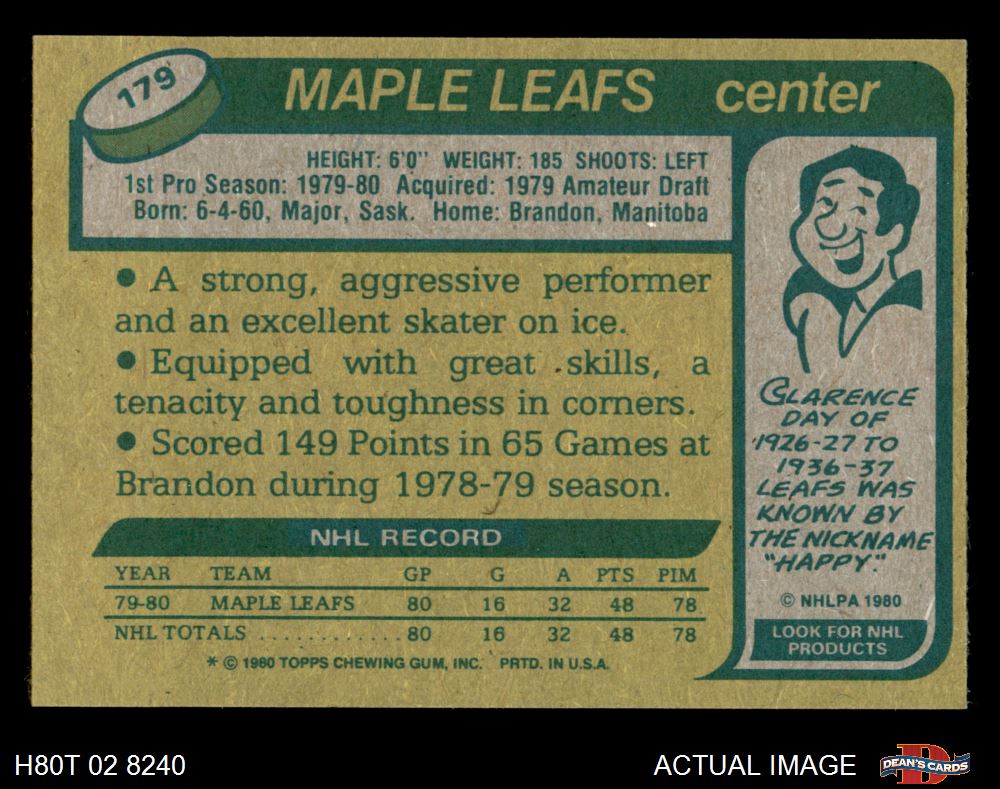 179
MAPLE LEAFS center
HEIGHT: 6'0" WEIGHT: 185 SHOOTS: LEFT
1st Pro Season: 1979-80 Acquired: 1979 Amateur Draft
Born: 6-4-60, Major, Sask. Home: Brandon, Manitoba
● A strong, aggressive performer
and an excellent skater on ice.
● Equipped with great skills, a
tenacity and toughness in corners.
● Scored 149 Points in 65 Games at
Brandon during 1978-79 season.
NHL RECORD
YEAR TEAM GP G A PTS PIM
79-80 MAPLE LEAFS 80 16 32 48 78
NHL TOTALS ............ 80 16 32 48 78
* © 1980 TOPPS CHEWING GUM, INC. PRTD. IN U.S.A.
CLARENCE
DAY OF
1926-27 TO
1936-37
LEAFS WAS
KNOWN BY
THE NICKNAME
"HAPPY."
© NHLPA 1980
LOOK FOR NHL
PRODUCTS
H80T 02 8240
ACTUAL IMAGE
D
DEAN'S CARDS